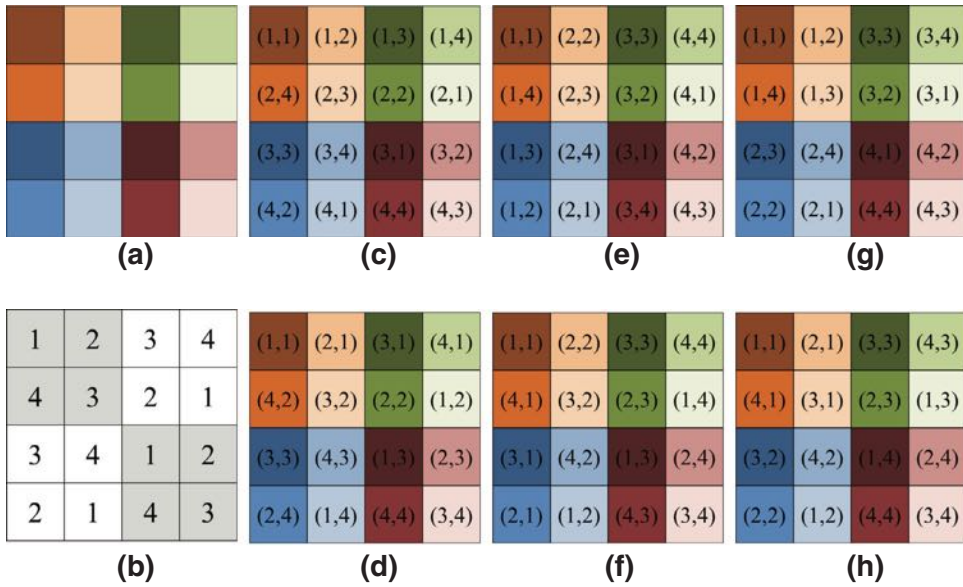 (1,1) (1,2) (1,3) (1,4)
(2,4) (2,3) (2,2) (2,1)
(3,3) (3,4) (3,1) (3,2)
(4,2) (4,1) (4,4) (4,3)
(1,1) (2,2) (3,3) (4,4)
(1,4) (2,3) (3,2) (4,1)
(1,3) (2,4) (3,1) (4,2)
(1,2) (2,1) (3,4) (4,3)
(1,1) (1,2) (3,3) (3,4)
(1,4) (1,3) (3,2) (3,1)
(2,3) (2,4) (4,1) (4,2)
(2,2) (2,1) (4,4) (4,3)
(a) (c) (e) (g)
1 2 3 4
4 3 2 1
3 4 1 2
2 1 4 3
(1,1) (2,1) (3,1) (4,1)
(4,2) (3,2) (2,2) (1,2)
(3,3) (4,3) (1,3) (2,3)
(2,4) (1,4) (4,4) (3,4)
(1,1) (2,2) (3,3) (4,4)
(4,1) (3,2) (2,3) (1,4)
(3,1) (4,2) (1,3) (2,4)
(2,1) (1,2) (4,3) (3,4)
(1,1) (2,1) (3,3) (4,3)
(4,1) (3,1) (2,3) (1,3)
(3,2) (4,2) (1,4) (2,4)
(2,2) (1,2) (4,4) (3,4)
(b) (d) (f) (h)